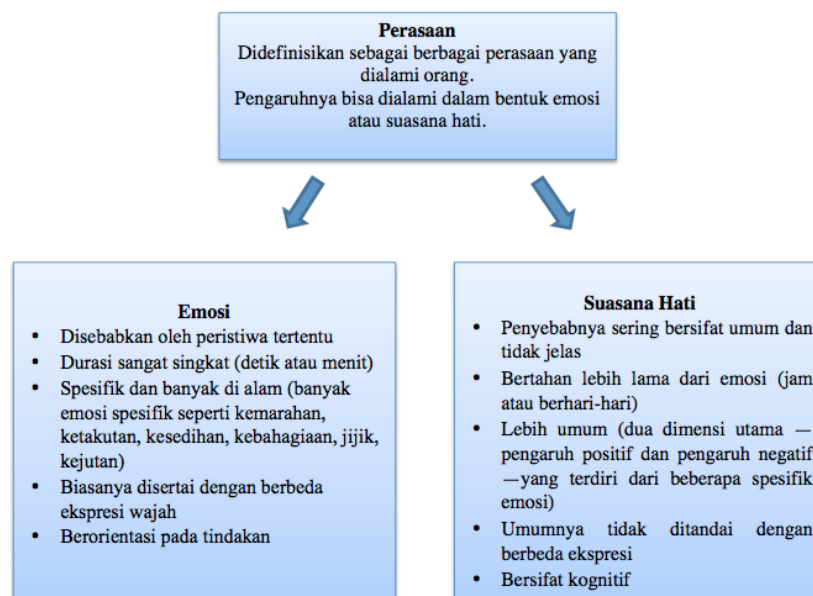 Perasaan
Didefinisikan sebagai berbagai perasaan yang
dialami orang.
Pengaruhnya bisa dialami dalam bentuk emosi
atau suasana hati.
Emosi
• Disebabkan oleh peristiwa tertentu
• Durasi sangat singkat (detik atau menit)
• Spesifik dan banyak di alam (banyak
emosi spesifik seperti kemarahan,
ketakutan, kesedihan, kebahagiaan, jijik,
kejutan)
• Biasanya disertai dengan berbeda
ekspresi wajah
• Berorientasi pada tindakan
Suasana Hati
• Penyebabnya sering bersifat umum dan
tidak jelas
• Bertahan lebih lama dari emosi (jam
atau berhari-hari)
• Lebih umum (dua dimensi utama —
pengaruh positif dan pengaruh negatif
—yang terdiri dari beberapa spesifik
emosi)
• Umumnya tidak ditandai dengan
berbeda ekspresi
• Bersifat kognitif